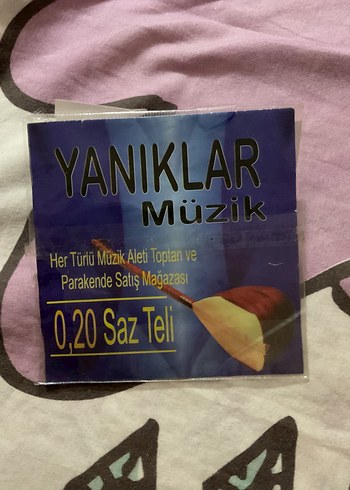 YANIKLAR
Müzik
Her Türlü Müzik Aleti Toptan ve
Parakende Satış Mağazası
0,20 Saz Teli